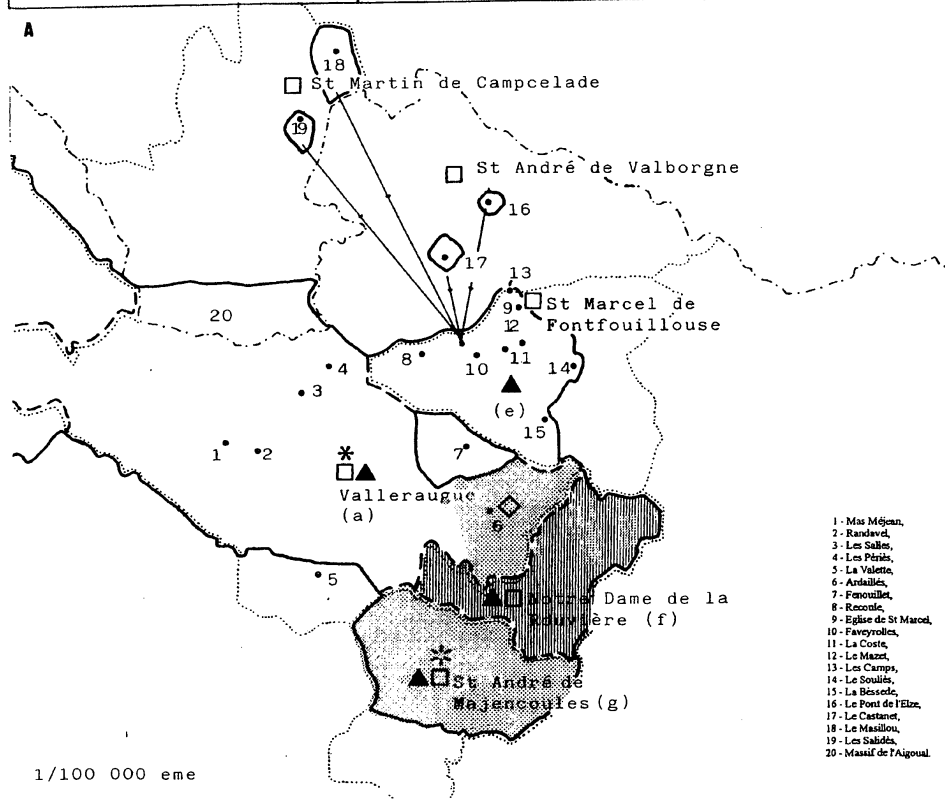 A
18
St Martin de Campcelade
19
St André de Valborgne
16
17
13
9
St Marcel de
Fontfouillouse
12
20
8
11
10
14
4
3
(e)
15
1
2
7
*
Valleraugue
(a)
6
5
Notre Dame de la
Rouvière (f)
St André de
Majencoules (g)
1/100 000 eme
1 - Mas Méjean,
2 - Randavel,
3 - Les Salles,
4 - Les Périès,
5 - La Valette,
6 - Ardaillès,
7 - Fenouillet,
8 - Recoule,
9 - Eglise de St Marcel,
10 - Faveyrolles,
11 - La Coste,
12 - Le Mazet,
13 - Les Camps,
14 - Le Souliès,
15 - La Béssede,
16 - Le Pont de l'Elze,
17 - Le Castanet,
18 - Le Masillou,
19 - Les Salidès,
20 - Massif de l'Aigoual.